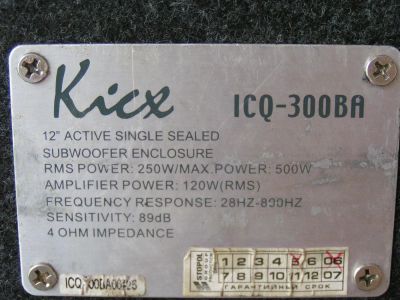 Kicx
ICQ-300BA
12" ACTIVE SINGLE SEALED
SUBWOOFER ENCLOSURE
RMS POWER: 250W/MAX.POWER: 500W
AMPLIFIER POWER: 120W(RMS)
FREQUENCY RESPONSE: 28HZ-800HZ
SENSITIVITY: 89dB
4 OHM IMPEDANCE
STOPOL GROUP
1 2 3 4 5 6 06
7 8 9 10 11 12 07
ГАРАНТИЙНЫЙ СРОК